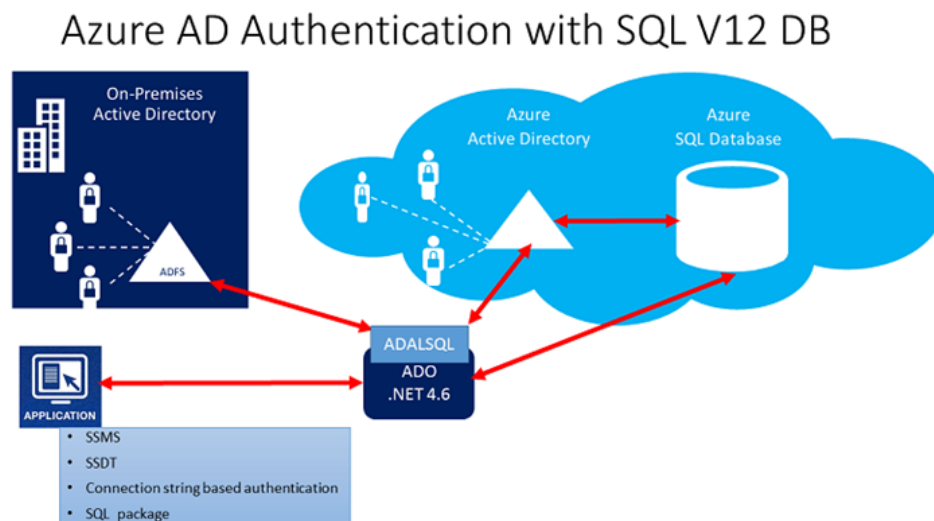 Azure AD Authentication with SQL V12 DB
On-Premises
Active Directory
ADFS
Azure
Active Directory
Azure
SQL Database
ADALSQL
ADO
.NET 4.6
APPLICATION
• SSMS
• SSDT
• Connection string based authentication
• SQL package